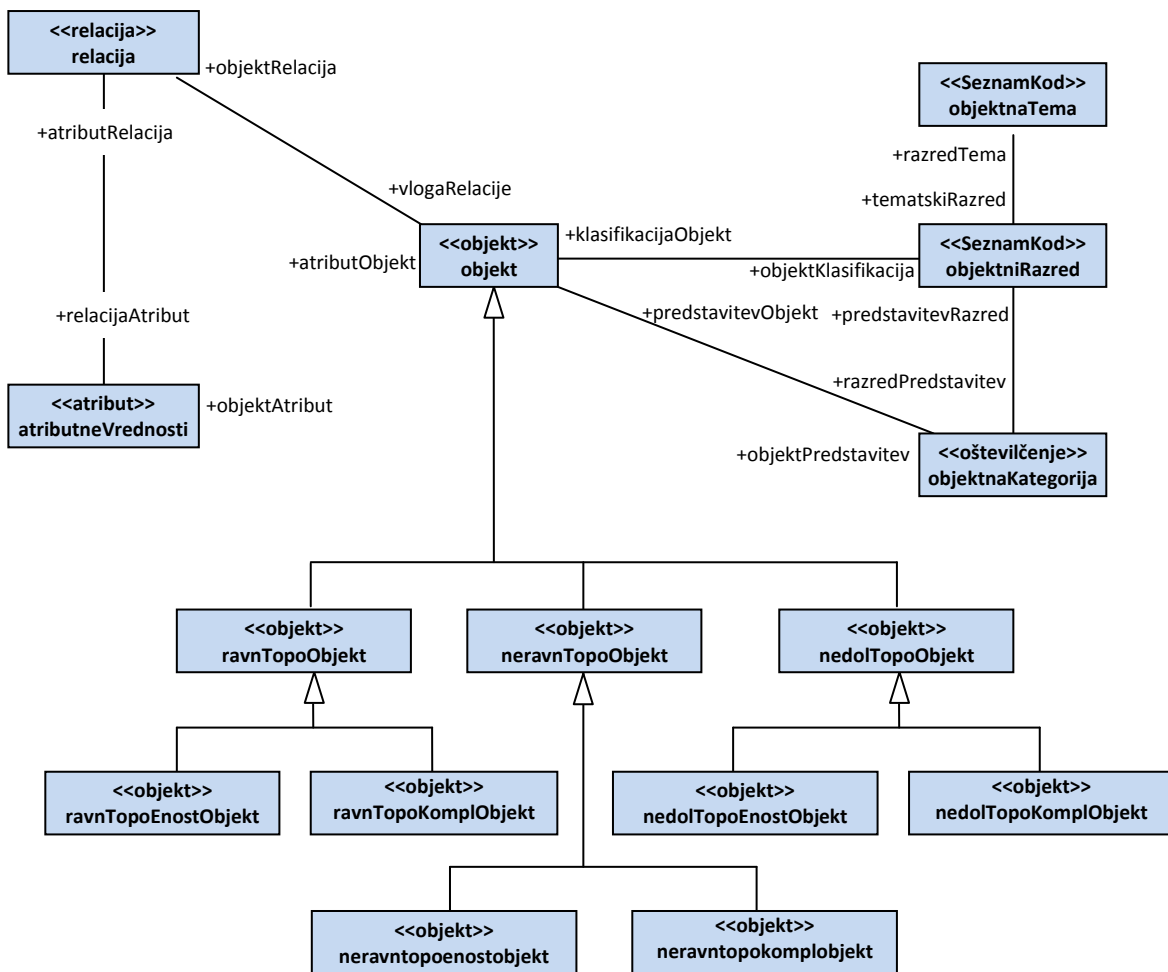 <<relacija>>
relacija
+objektRelacija
<<SeznamKod>>
objektnaTema
+atributRelacija
+razredTema
+vlogaRelacije
+tematskiRazred
<<objekt>>
objekt
+klasifikacijaObjekt
<<SeznamKod>>
objektniRazred
+atributObjekt
+objektKlasifikacija
+relacijaAtribut
+predstavitevObjekt
+predstavitevRazred
+razredPredstavitev
<<atribut>>
atributneVrednosti
+objektAtribut
+objektPredstavitev
<<oštevilčenje>>
objektnaKategorija
<<objekt>>
ravnTopoObjekt
<<objekt>>
neravnTopoObjekt
<<objekt>>
nedolTopoObjekt
<<objekt>>
ravnTopoEnostObjekt
<<objekt>>
ravnTopoKomplObjekt
<<objekt>>
nedolTopoEnostObjekt
<<objekt>>
nedolTopoKomplObjekt
<<objekt>>
neravntopoenostobjekt
<<objekt>>
neravntopokomplobjekt